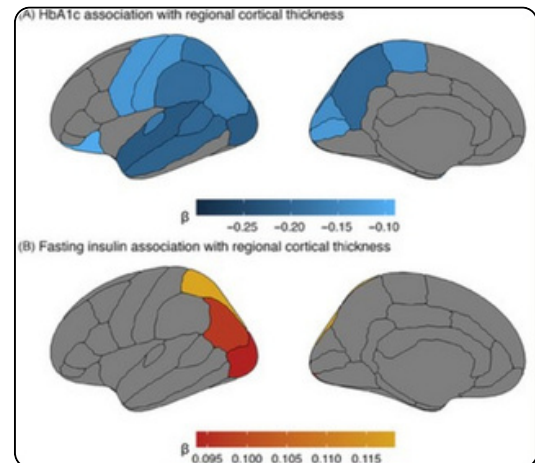 (A) HbA1c association with regional cortical thickness
β
−0.25 −0.20 −0.15 −0.10
(B) Fasting insulin association with regional cortical thickness
β
0.095 0.100 0.105 0.110 0.115